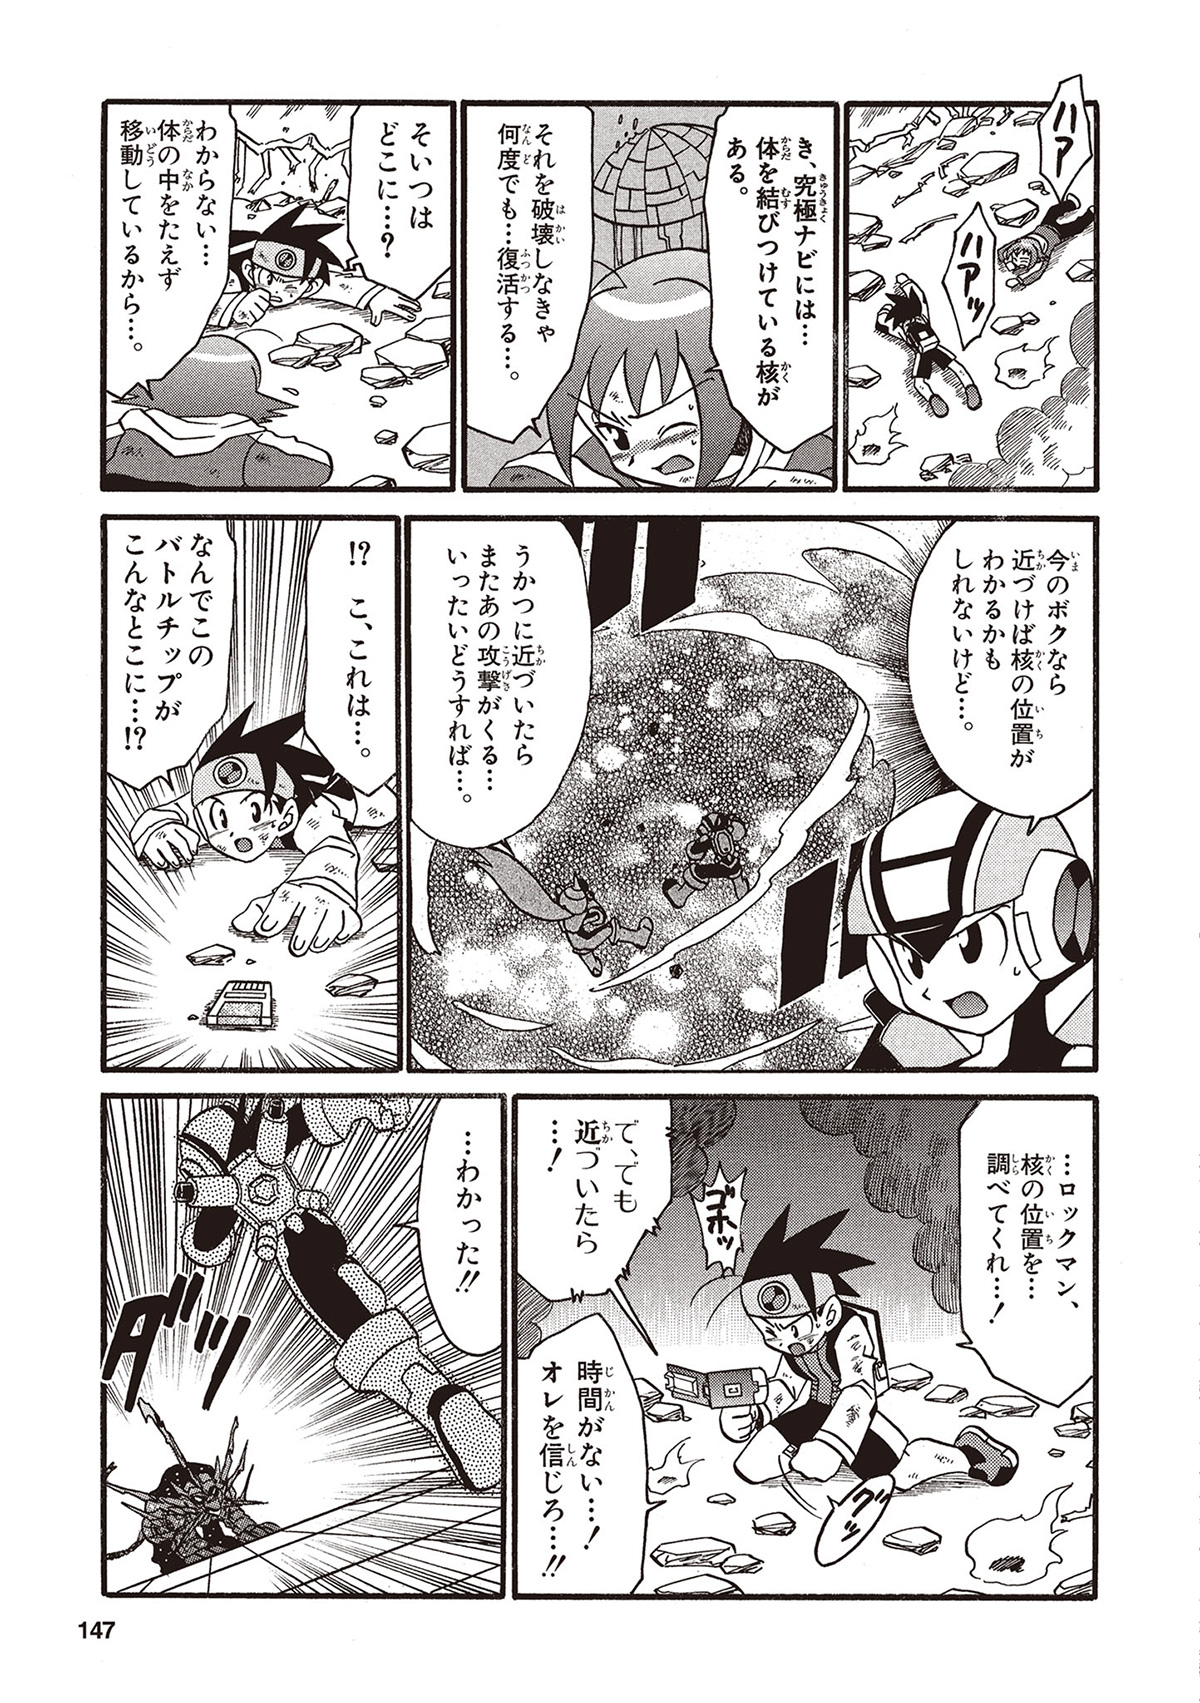 ハァ
ハアッ
き、究極ナビには…
体を結びつけている核が
ある。
それを破壊しなきゃ
何度でも…復活する…。
そいつは
どこに…?
わからない…
体の中をたえず
移動しているから…。
今のボクなら
近づけば核の位置が
わかるかも
しれないけど…。
うかつに近づいたら
またあの攻撃がくる…
いったいどうすれば…。
!? こ、これは…。
なんでこの
バトルチップが
こんなとこに…!?
…ロックマン、
核の位置を…
調べてくれ…!
ゴホッ
で、でも
近づいたら
…!
時間がない…!
オレを信じろ…!!
グッ
…わかった!!
ダッ
147